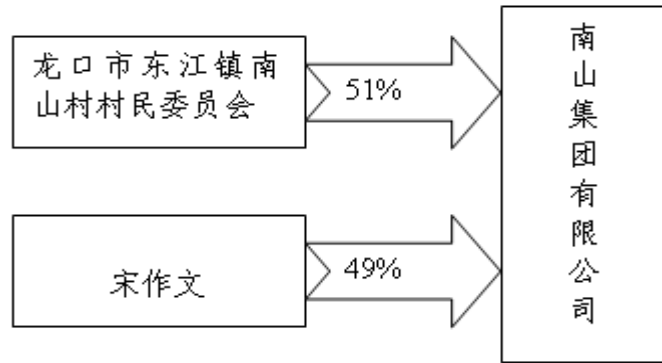 龙口市东江镇南
山村村民委员会
51%
宋作文
49%
南山集团有限公司